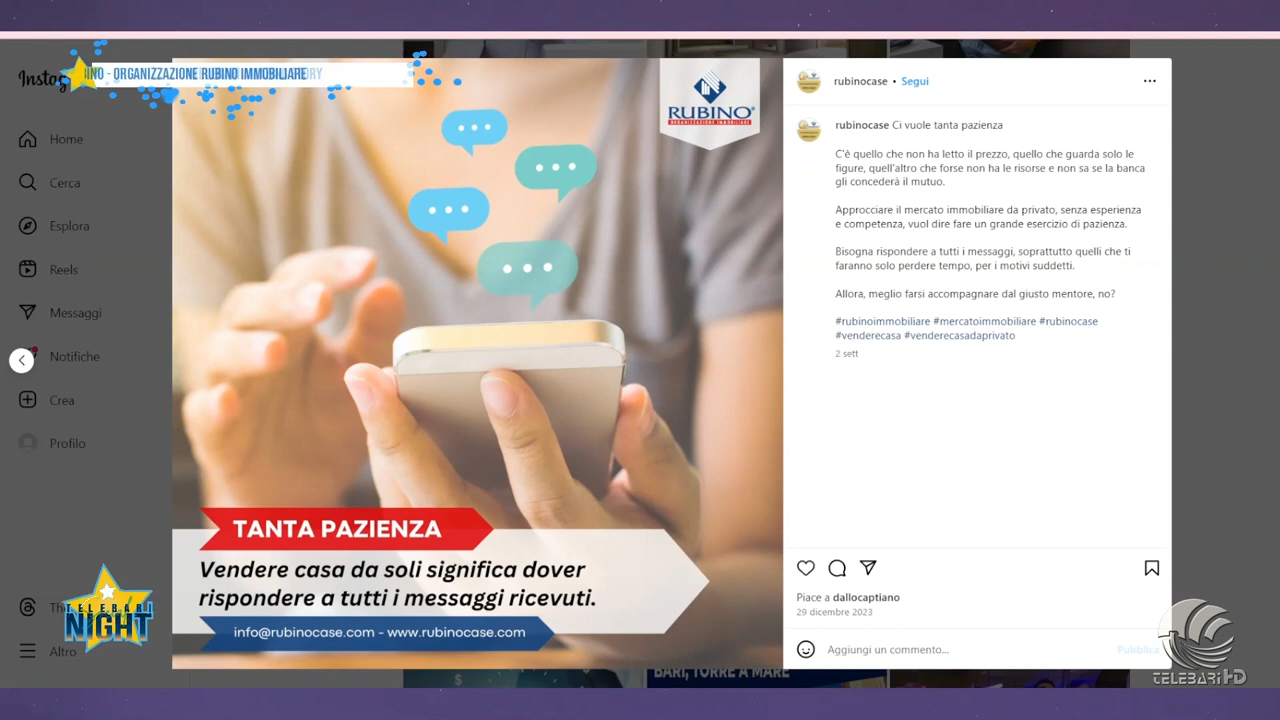 INO - ORGANIZZAZIONE RUBINO IMMOBILIARE
Home
Cerca
Esplora
Reels
Messaggi
Notifiche
Crea
Profilo
Altro
RUBINO®
ORGANIZZAZIONE IMMOBILIARE
TANTA PAZIENZA
Vendere casa da soli significa dover
rispondere a tutti i messaggi ricevuti.
info@rubinocase.com - www.rubinocase.com
rubinocase • Segui
rubinocase Ci vuole tanta pazienza
C'è quello che non ha letto il prezzo, quello che guarda solo le
figure, quell'altro che forse non ha le risorse e non sa se la banca
gli concederà il mutuo.
Approcciare il mercato immobiliare da privato, senza esperienza
e competenza, vuol dire fare un grande esercizio di pazienza.
Bisogna rispondere a tutti i messaggi, soprattutto quelli che ti
faranno solo perdere tempo, per i motivi suddetti.
Allora, meglio farsi accompagnare dal giusto mentore, no?
#rubinoimmobiliare #mercatoimmobiliare #rubinocase
#venderecasa #venderecasadaprivato
2 sett
Piace a dallocaptiano
29 dicembre 2023
Aggiungi un commento...
Pubblica
BARI, TORRE A MARE
TELEBARI
NIGHT
TELEBARI HD